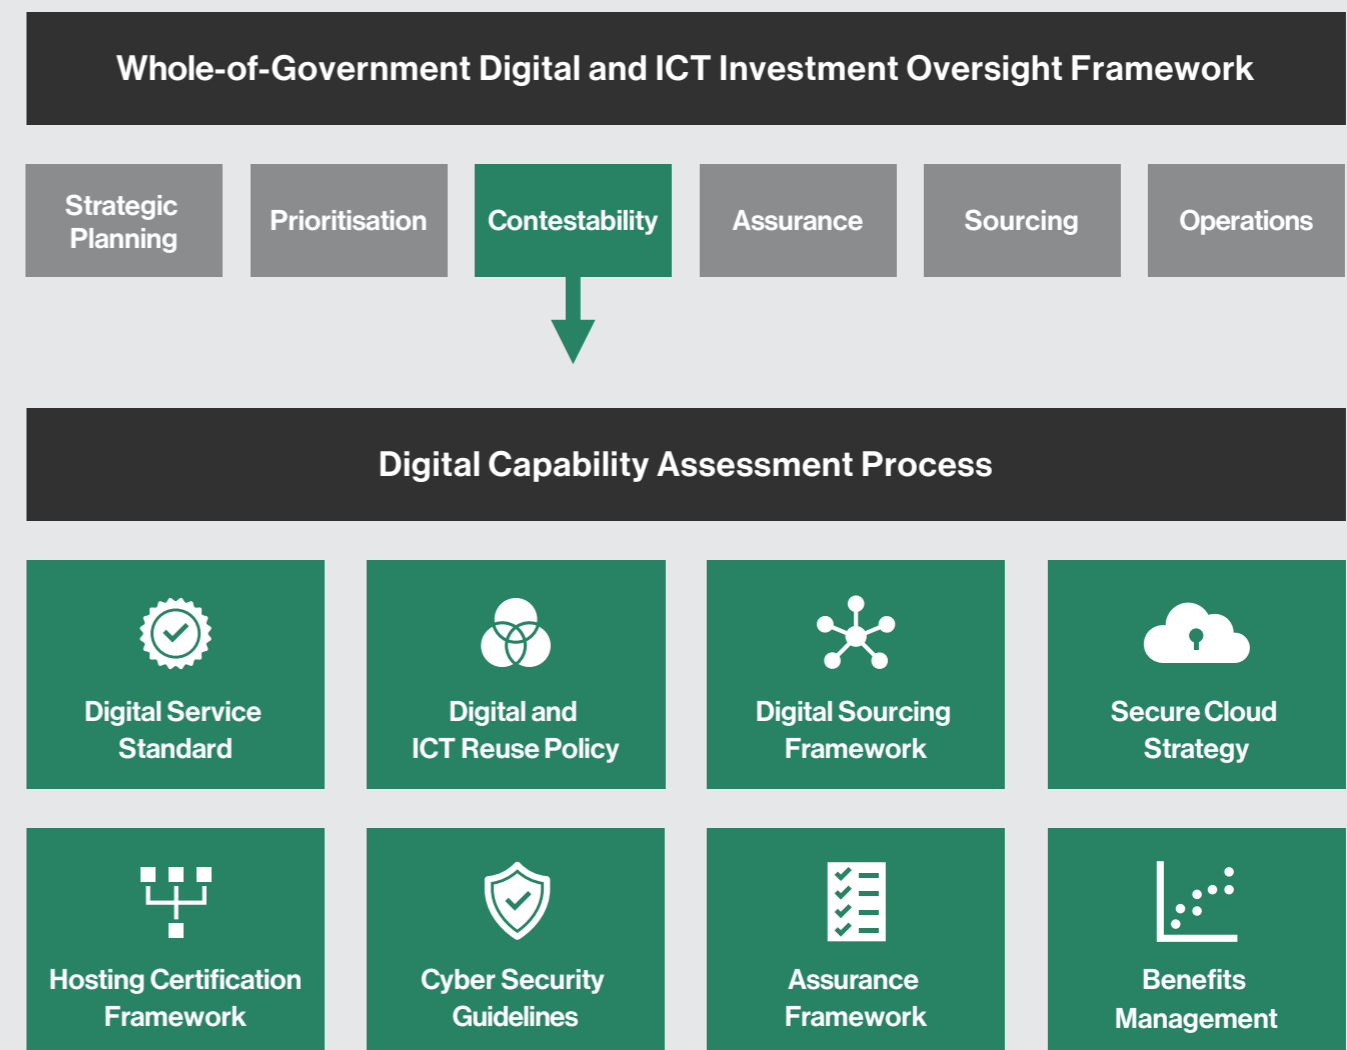 Whole-of-Government Digital and ICT Investment Oversight Framework
Strategic
Planning
Prioritisation
Contestability
Assurance
Sourcing
Operations
Digital Capability Assessment Process
Digital Service
Standard
Digital and
ICT Reuse Policy
Digital Sourcing
Framework
Secure Cloud
Strategy
Hosting Certification
Framework
Cyber Security
Guidelines
Assurance
Framework
Benefits
Management